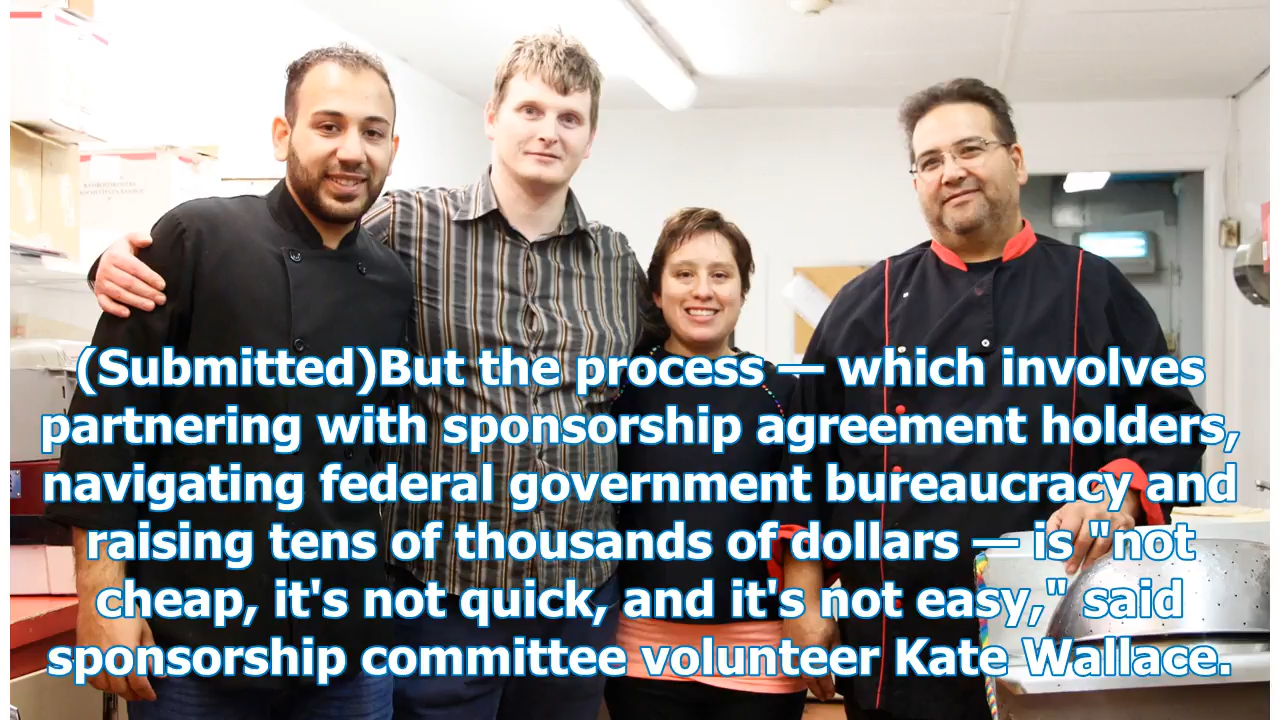 (Submitted)But the process — which involves
partnering with sponsorship agreement holders,
navigating federal government bureaucracy and
raising tens of thousands of dollars — is "not
cheap, it's not quick, and it's not easy," said
sponsorship committee volunteer Kate Wallace.